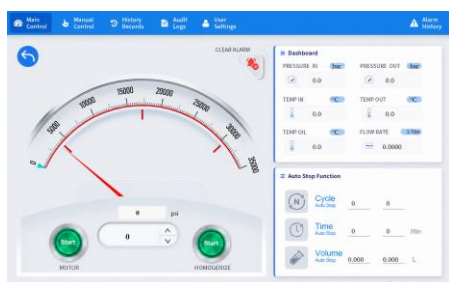 Main Control
Manual Control
History Records
Audit Logs
User Settings
Alarm History
CLEAR ALARM
0
5000
10000
15000
20000
25000
30000
35000
0 psi
0
Start
Start
MOTOR
HOMOGENIZE
Dashboard
PRESSURE IN bar
PRESSURE OUT bar
0.0
0.0
TEMP IN °C
TEMP OUT °C
0.0
0.0
TEMP OIL °C
FLOW RATE
0.0
0.0000
Auto Stop Function
N
Cycle
Auto Stop
0 0
Time
Auto Stop
0 0 Min
Volume
Auto Stop
0.000 0.000 L